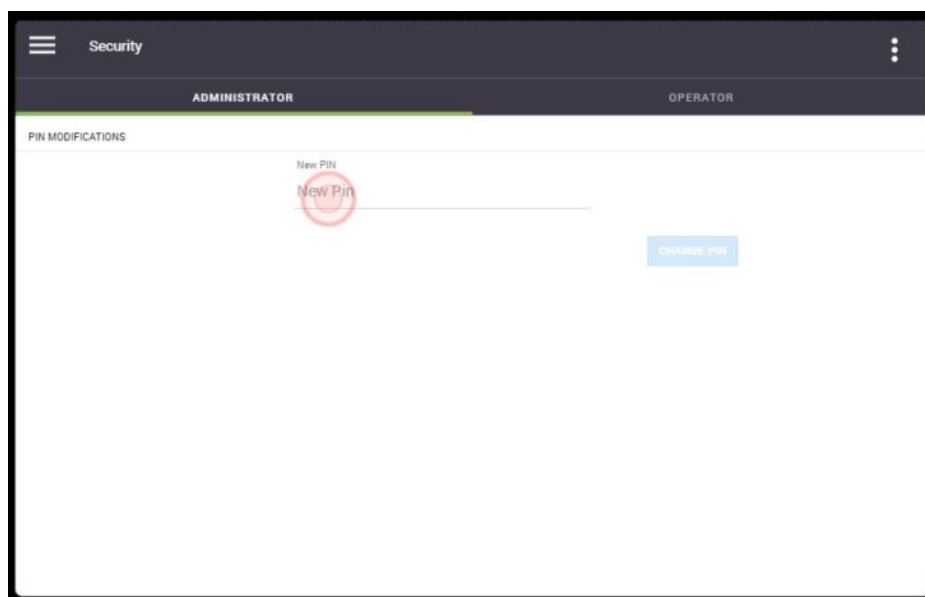 Security
ADMINISTRATOR
OPERATOR
PIN MODIFICATIONS
New PIN
New Pin
CHANGE PIN